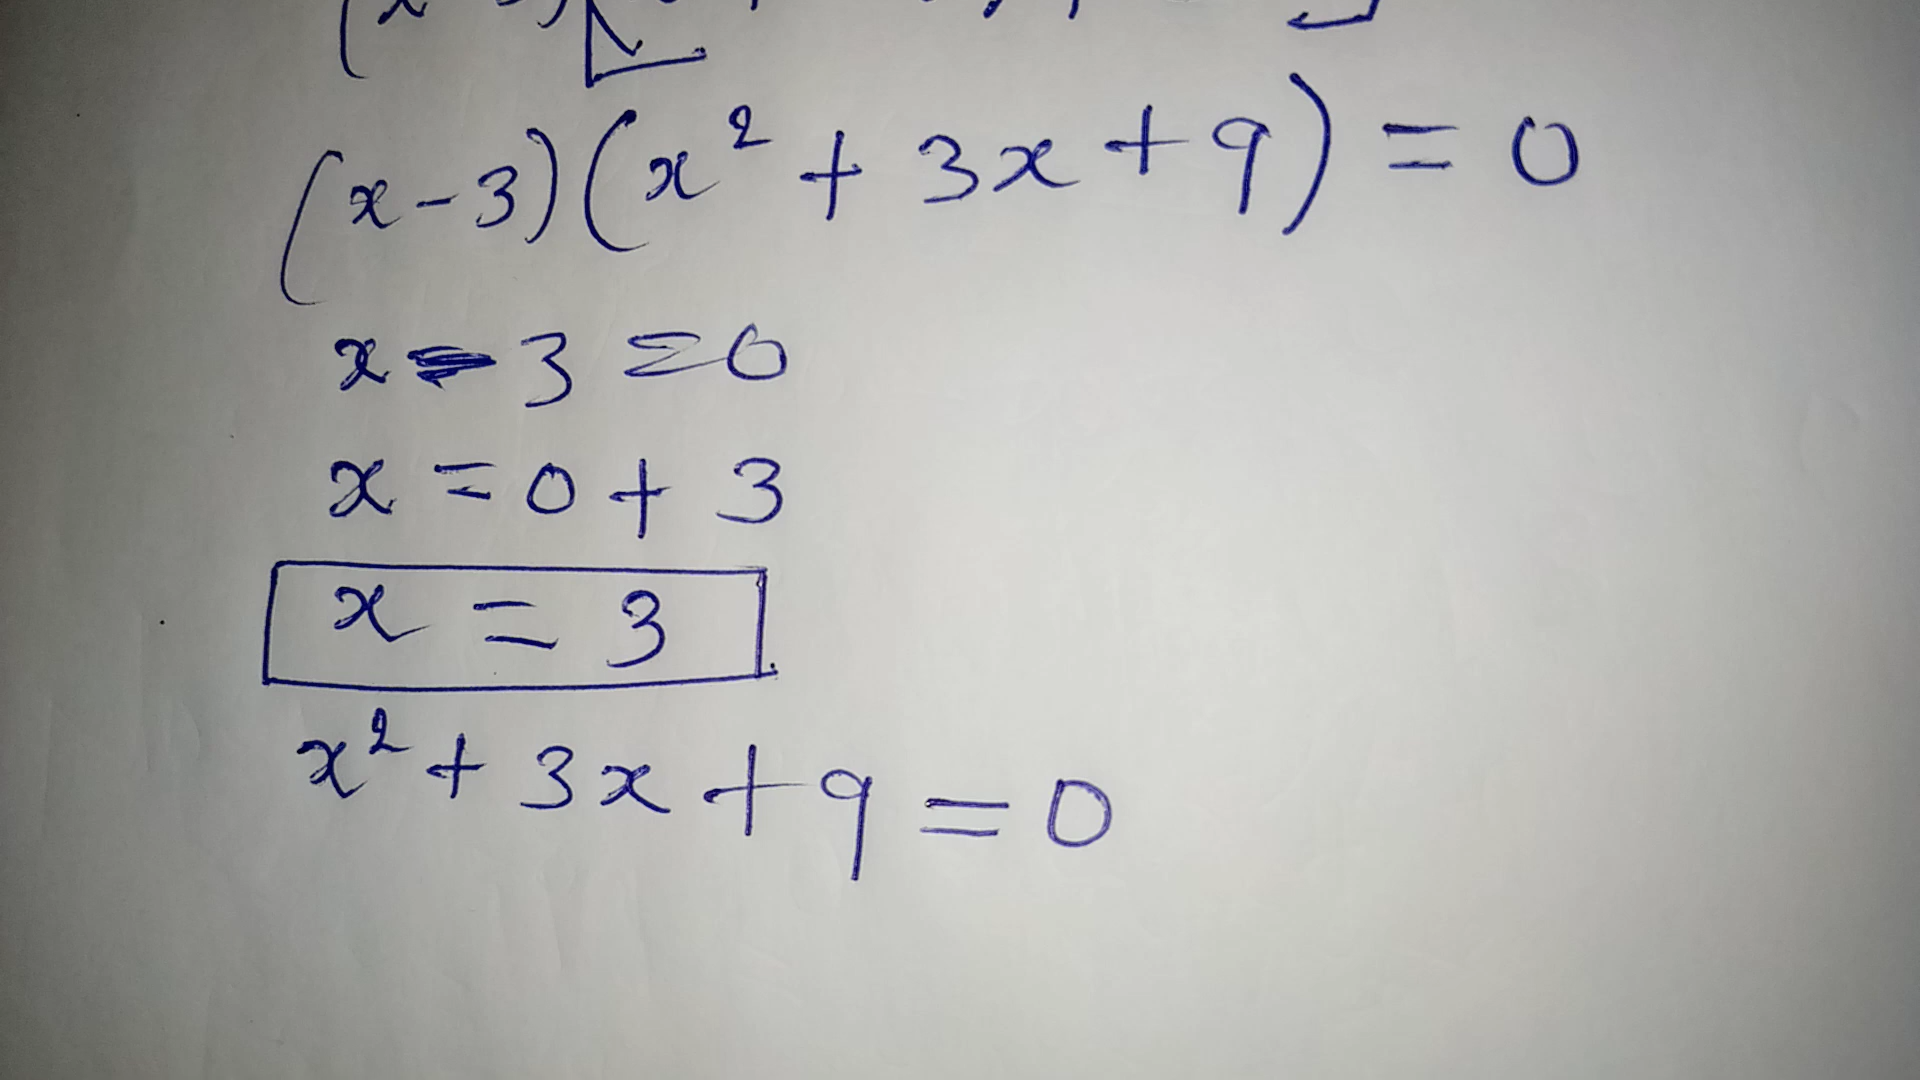 (x-3)(x² + 3x + 9) = 0
x - 3 = 0
x = 0 + 3
x = 3
x² + 3x + 9 = 0